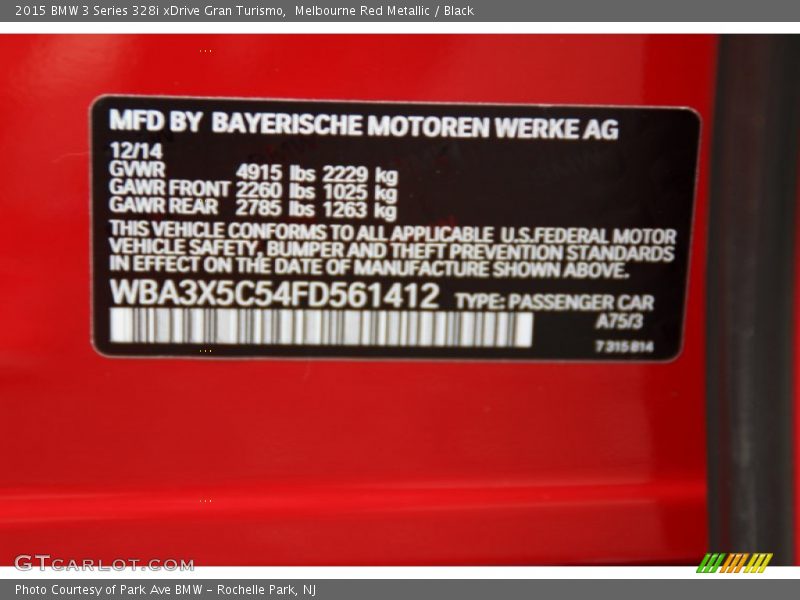 2015 BMW 3 Series 328i xDrive Gran Turismo,  Melbourne Red Metallic / Black
MFD BY BAYERISCHE MOTOREN WERKE AG
12/14
GVWR 4915 lbs 2229 kg
GAWR FRONT 2260 lbs 1025 kg
GAWR REAR 2785 lbs 1263 kg
THIS VEHICLE CONFORMS TO ALL APPLICABLE U.S.FEDERAL MOTOR
VEHICLE SAFETY, BUMPER AND THEFT PREVENTION STANDARDS
IN EFFECT ON THE DATE OF MANUFACTURE SHOWN ABOVE.
WBA3X5C54FD561412 TYPE: PASSENGER CAR
A75/3
7 315 814
GTCARLOT.COM
Photo Courtesy of Park Ave BMW - Rochelle Park, NJ